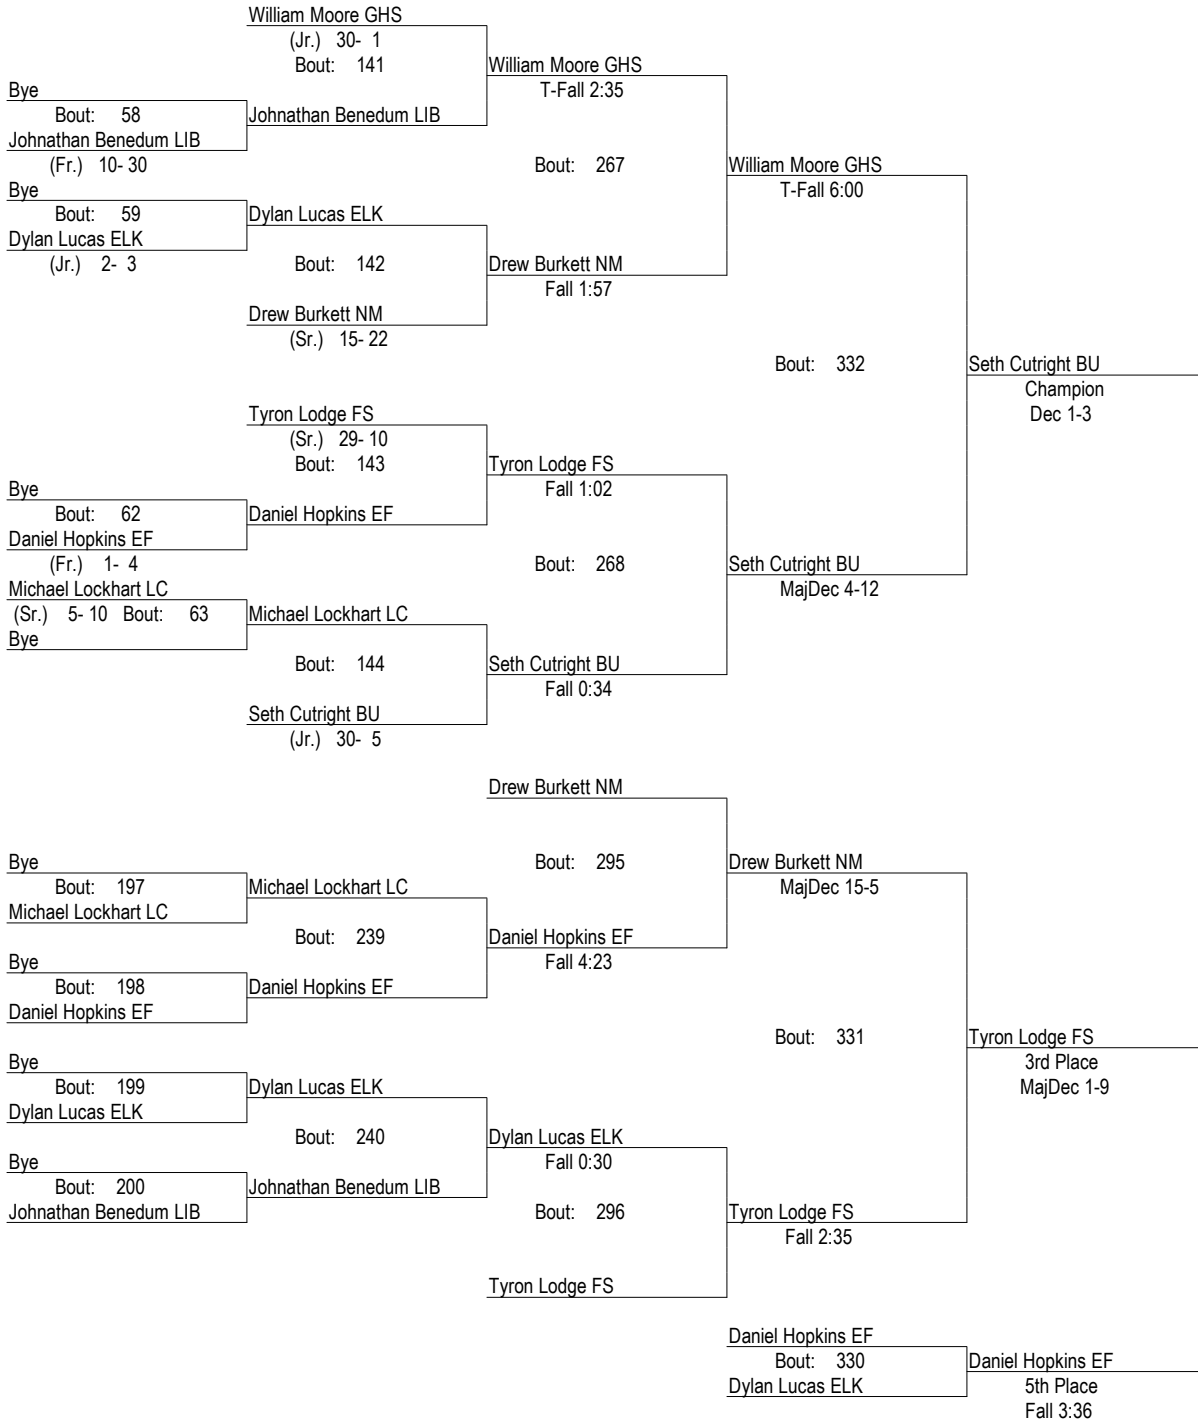 William Moore GHS
(Jr.) 30- 1
Bout: 141
William Moore GHS
T-Fall 2:35
Bye
Bout: 58
Johnathan Benedum LIB
Johnathan Benedum LIB
(Fr.) 10- 30
Bout: 267
William Moore GHS
T-Fall 6:00
Bye
Bout: 59
Dylan Lucas ELK
Dylan Lucas ELK
(Jr.) 2- 3
Bout: 142
Drew Burkett NM
Fall 1:57
Drew Burkett NM
(Sr.) 15- 22
Bout: 332
Seth Cutright BU
Champion
Dec 1-3
Tyron Lodge FS
(Sr.) 29- 10
Bout: 143
Tyron Lodge FS
Fall 1:02
Bye
Bout: 62
Daniel Hopkins EF
Daniel Hopkins EF
(Fr.) 1- 4
Bout: 268
Seth Cutright BU
MajDec 4-12
Michael Lockhart LC
(Sr.) 5- 10 Bout: 63
Michael Lockhart LC
Bye
Bout: 144
Seth Cutright BU
Fall 0:34
Seth Cutright BU
(Jr.) 30- 5
Drew Burkett NM
Bout: 295
Drew Burkett NM
MajDec 15-5
Bye
Bout: 197
Michael Lockhart LC
Michael Lockhart LC
Bout: 239
Daniel Hopkins EF
Fall 4:23
Bye
Bout: 198
Daniel Hopkins EF
Daniel Hopkins EF
Bout: 331
Tyron Lodge FS
3rd Place
MajDec 1-9
Bye
Bout: 199
Dylan Lucas ELK
Dylan Lucas ELK
Bout: 240
Dylan Lucas ELK
Fall 0:30
Bye
Bout: 200
Johnathan Benedum LIB
Johnathan Benedum LIB
Bout: 296
Tyron Lodge FS
Fall 2:35
Tyron Lodge FS
Daniel Hopkins EF
Bout: 330
Daniel Hopkins EF
Dylan Lucas ELK
5th Place
Fall 3:36